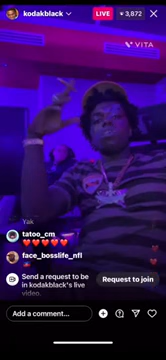 kodakblack
LIVE
3,872
VITA
Yak
tatoo_cm
face_bosslife_nfl
Send a request to be
in kodakblack's live
video.
Request to join
Add a comment...